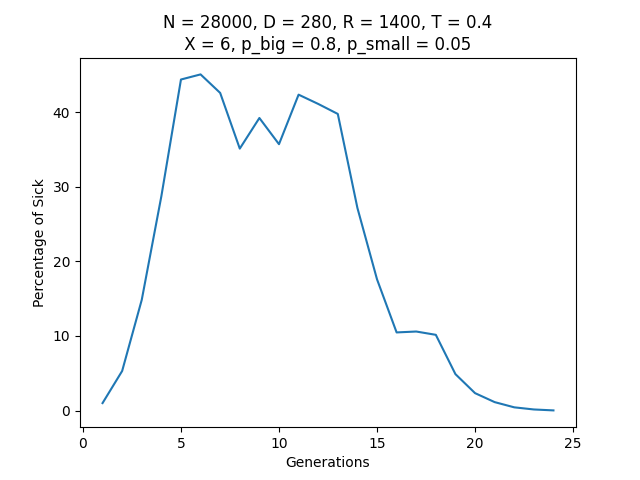 N = 28000, D = 280, R = 1400, T = 0.4
X = 6, p_big = 0.8, p_small = 0.05
Percentage of Sick
40
30
20
10
0
0 5 10 15 20 25
Generations